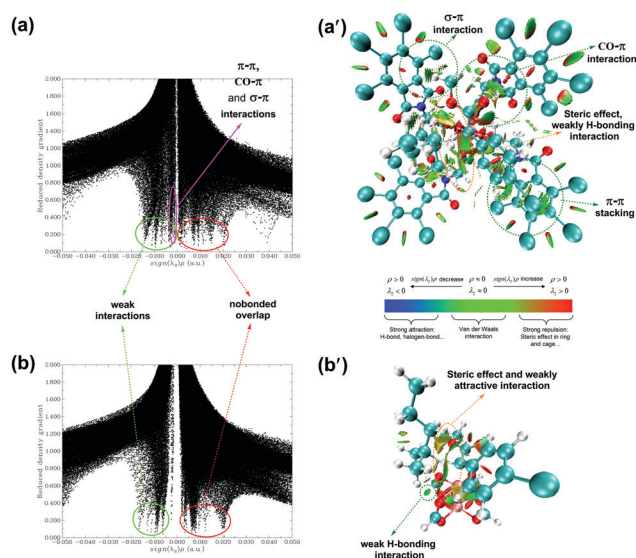 (a)
π-π,
CO-π
and σ-π
interactions
Reduced density gradient
2.000
1.800
1.600
1.400
1.200
1.000
0.800
0.600
0.400
0.200
0.000
-0.050 -0.040 -0.030 -0.020 -0.010 0.000 0.010 0.020 0.030 0.040 0.050
sign(λ₂)ρ (a.u.)
weak
interactions
nobonded
overlap
(b)
Reduced density gradient
2.000
1.800
1.600
1.400
1.200
1.000
0.800
0.600
0.400
0.200
0.000
-0.050 -0.040 -0.030 -0.020 -0.010 0.000 0.010 0.020 0.030 0.040 0.050
sign(λ₂)ρ (a.u.)
(a′)
σ-π
interaction
CO-π
interaction
Steric effect,
weakly H-bonding
interaction
π-π
stacking
ρ > 0 sign(λ₂)ρ decrease ρ ≈ 0 sign(λ₂)ρ increase ρ > 0
λ₂ < 0 λ₂ ≈ 0 λ₂ > 0
Strong attraction:
H-bond, halogen-bond...
Van der Waals
interaction
Strong repulsion:
Steric effect in ring
and cage...
(b′)
Steric effect and weakly
attractive interaction
weak H-bonding
interaction